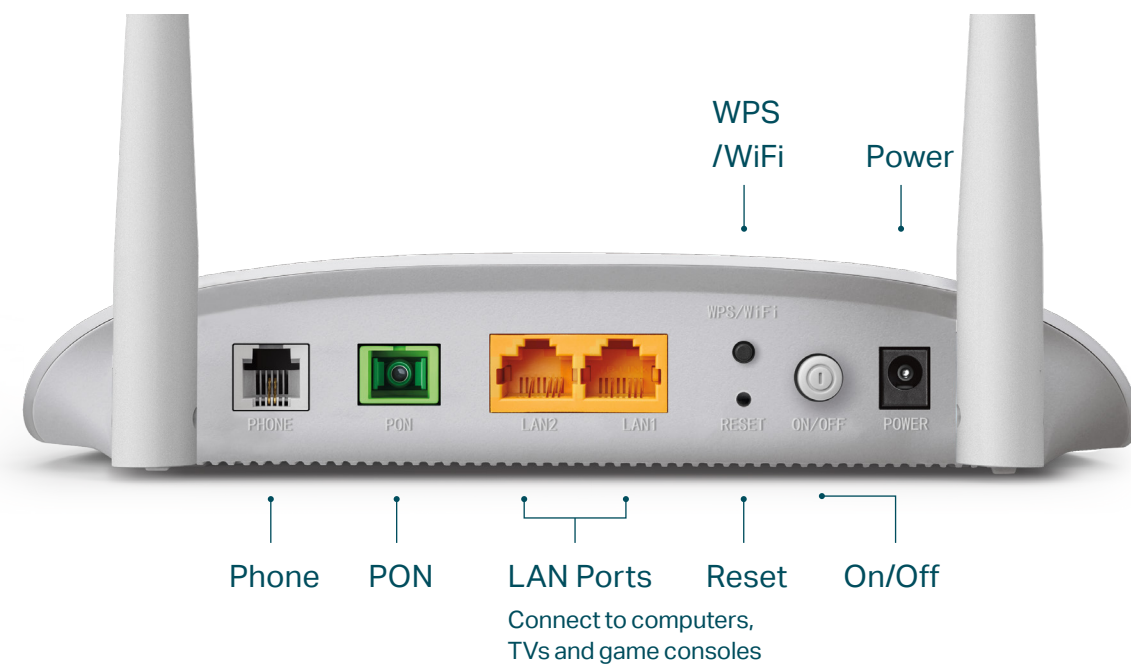 WPS
/WiFi
Power
WPS/WiFi
PHONE
PON
LAN2
LAN1
RESET
ON/OFF
POWER
Phone
PON
LAN Ports
Reset
On/Off
Connect to computers,
TVs and game consoles